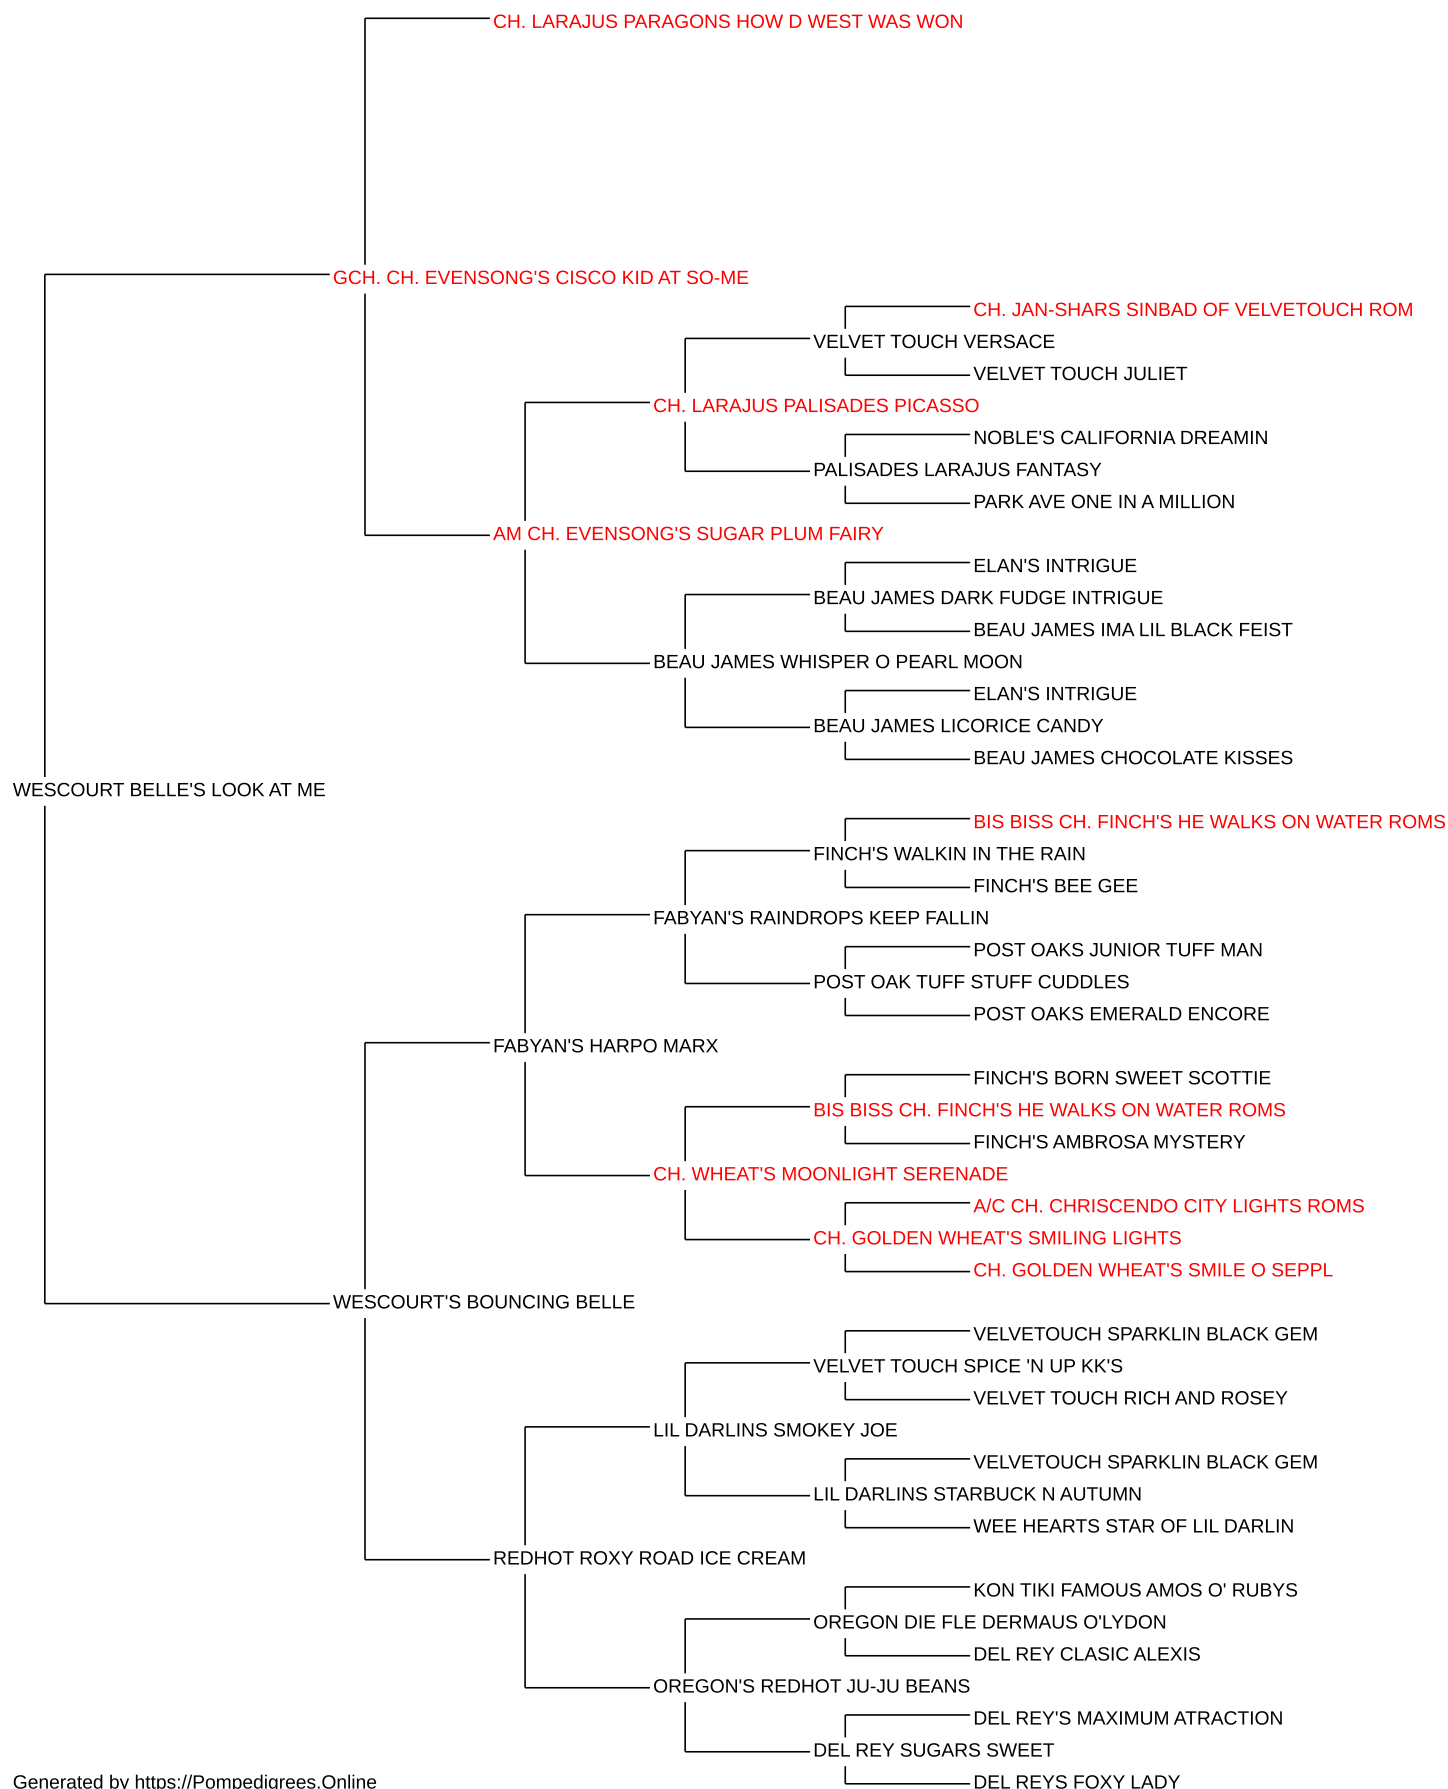 CH. LARAJUS PARAGONS HOW D WEST WAS WON
GCH. CH. EVENSONG'S CISCO KID AT SO-ME
CH. JAN-SHARS SINBAD OF VELVETOUCH ROM
VELVET TOUCH VERSACE
VELVET TOUCH JULIET
CH. LARAJUS PALISADES PICASSO
NOBLE'S CALIFORNIA DREAMIN
PALISADES LARAJUS FANTASY
PARK AVE ONE IN A MILLION
AM CH. EVENSONG'S SUGAR PLUM FAIRY
ELAN'S INTRIGUE
BEAU JAMES DARK FUDGE INTRIGUE
BEAU JAMES IMA LIL BLACK FEIST
BEAU JAMES WHISPER O PEARL MOON
ELAN'S INTRIGUE
BEAU JAMES LICORICE CANDY
BEAU JAMES CHOCOLATE KISSES
WESCOURT BELLE'S LOOK AT ME
BIS BISS CH. FINCH'S HE WALKS ON WATER ROMS
FINCH'S WALKIN IN THE RAIN
FINCH'S BEE GEE
FABYAN'S RAINDROPS KEEP FALLIN
POST OAKS JUNIOR TUFF MAN
POST OAK TUFF STUFF CUDDLES
POST OAKS EMERALD ENCORE
FABYAN'S HARPO MARX
FINCH'S BORN SWEET SCOTTIE
BIS BISS CH. FINCH'S HE WALKS ON WATER ROMS
FINCH'S AMBROSA MYSTERY
CH. WHEAT'S MOONLIGHT SERENADE
A/C CH. CHRISCENDO CITY LIGHTS ROMS
CH. GOLDEN WHEAT'S SMILING LIGHTS
CH. GOLDEN WHEAT'S SMILE O SEPPL
WESCOURT'S BOUNCING BELLE
VELVETOUCH SPARKLIN BLACK GEM
VELVET TOUCH SPICE 'N UP KK'S
VELVET TOUCH RICH AND ROSEY
LIL DARLINS SMOKEY JOE
VELVETOUCH SPARKLIN BLACK GEM
LIL DARLINS STARBUCK N AUTUMN
WEE HEARTS STAR OF LIL DARLIN
REDHOT ROXY ROAD ICE CREAM
KON TIKI FAMOUS AMOS O' RUBYS
OREGON DIE FLE DERMAUS O'LYDON
DEL REY CLASIC ALEXIS
OREGON'S REDHOT JU-JU BEANS
DEL REY'S MAXIMUM ATRACTION
DEL REY SUGARS SWEET
DEL REYS FOXY LADY
Generated by https://Pompedigrees.Online